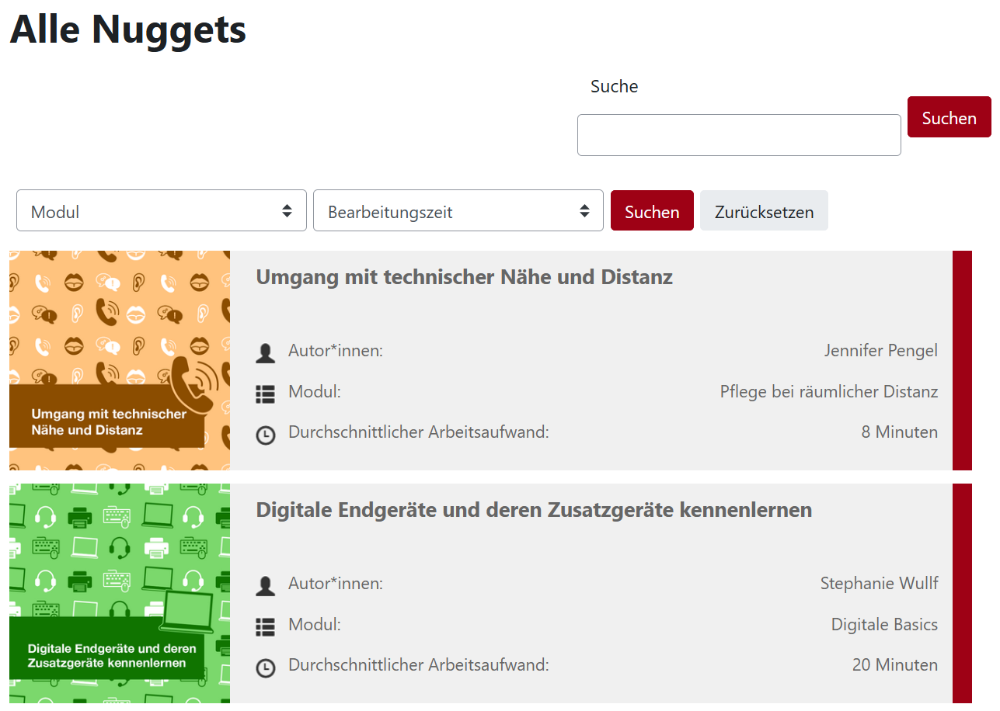 Alle Nuggets
Suche
Suchen
Modul
Bearbeitungszeit
Suchen
Zurücksetzen
Umgang mit technischer
Nähe und Distanz
Umgang mit technischer Nähe und Distanz
Autor*innen: Jennifer Pengel
Modul: Pflege bei räumlicher Distanz
Durchschnittlicher Arbeitsaufwand: 8 Minuten
Digitale Endgeräte und deren
Zusatzgeräte kennenlernen
Digitale Endgeräte und deren Zusatzgeräte kennenlernen
Autor*innen: Stephanie Wullf
Modul: Digitale Basics
Durchschnittlicher Arbeitsaufwand: 20 Minuten